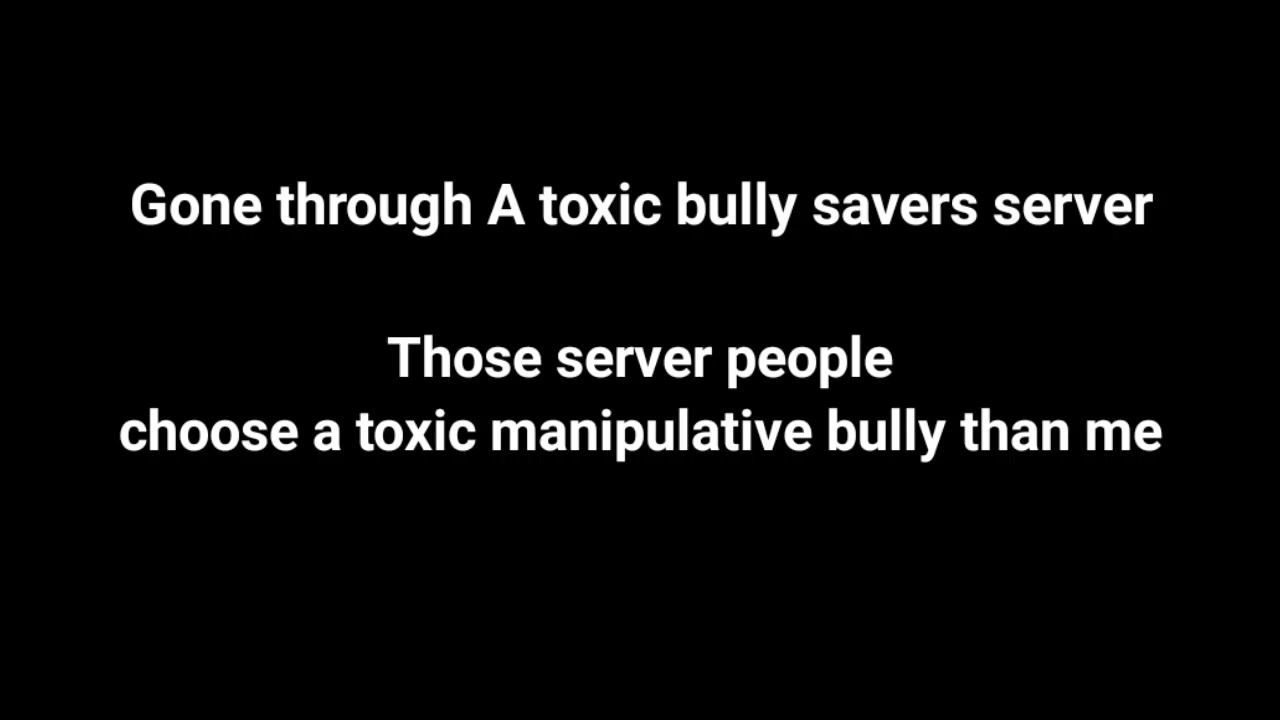 Gone through A toxic bully savers server
Those server people
choose a toxic manipulative bully than me